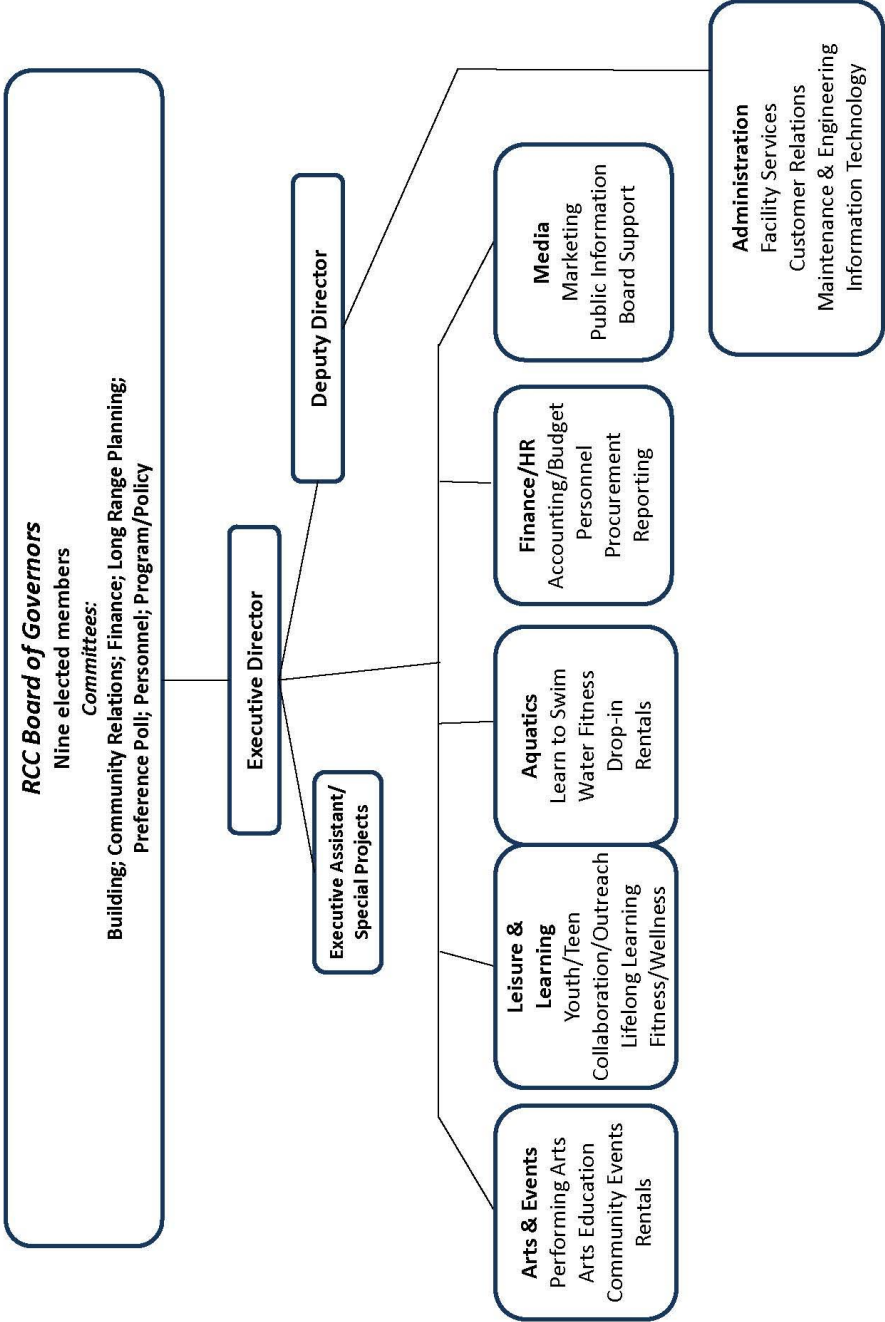 RCC Board of Governors
Nine elected members
Committees:
Building; Community Relations; Finance; Long Range Planning;
Preference Poll; Personnel; Program/Policy
Executive Director
Executive Assistant/
Special Projects
Deputy Director
Arts & Events
Performing Arts
Arts Education
Community Events
Rentals
Leisure &
Learning
Youth/Teen
Collaboration/Outreach
Lifelong Learning
Fitness/Wellness
Aquatics
Learn to Swim
Water Fitness
Drop-in
Rentals
Finance/HR
Accounting/Budget
Personnel
Procurement
Reporting
Media
Marketing
Public Information
Board Support
Administration
Facility Services
Customer Relations
Maintenance & Engineering
Information Technology